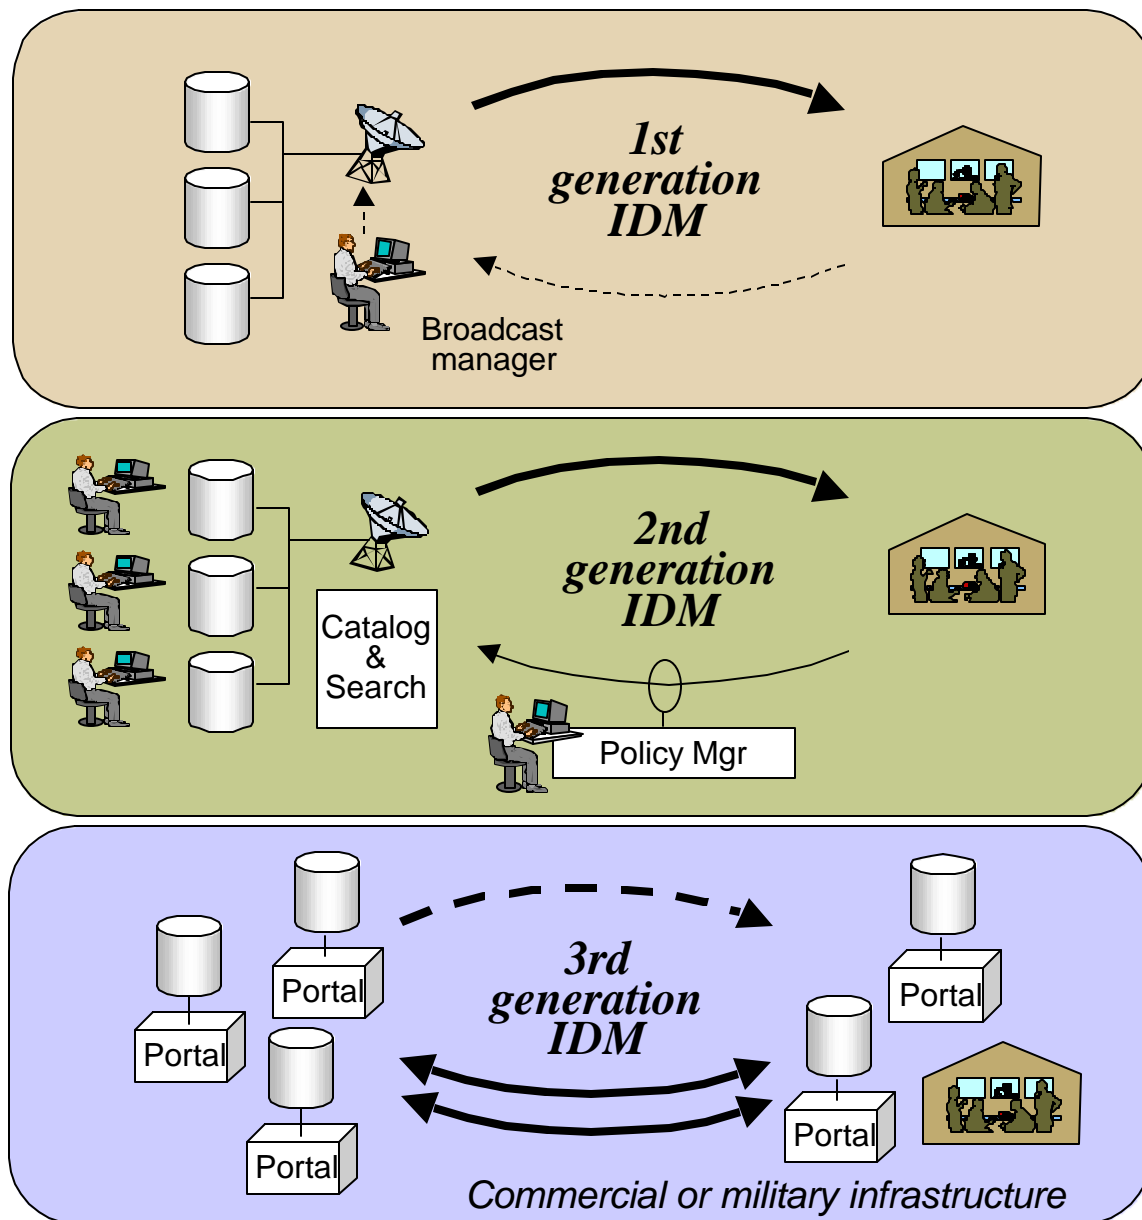 1st
generation
IDM
Broadcast
manager
2nd
generation
IDM
Catalog
&
Search
Policy Mgr
3rd
generation
IDM
Portal
Portal
Portal
Portal
Portal
Commercial or military infrastructure